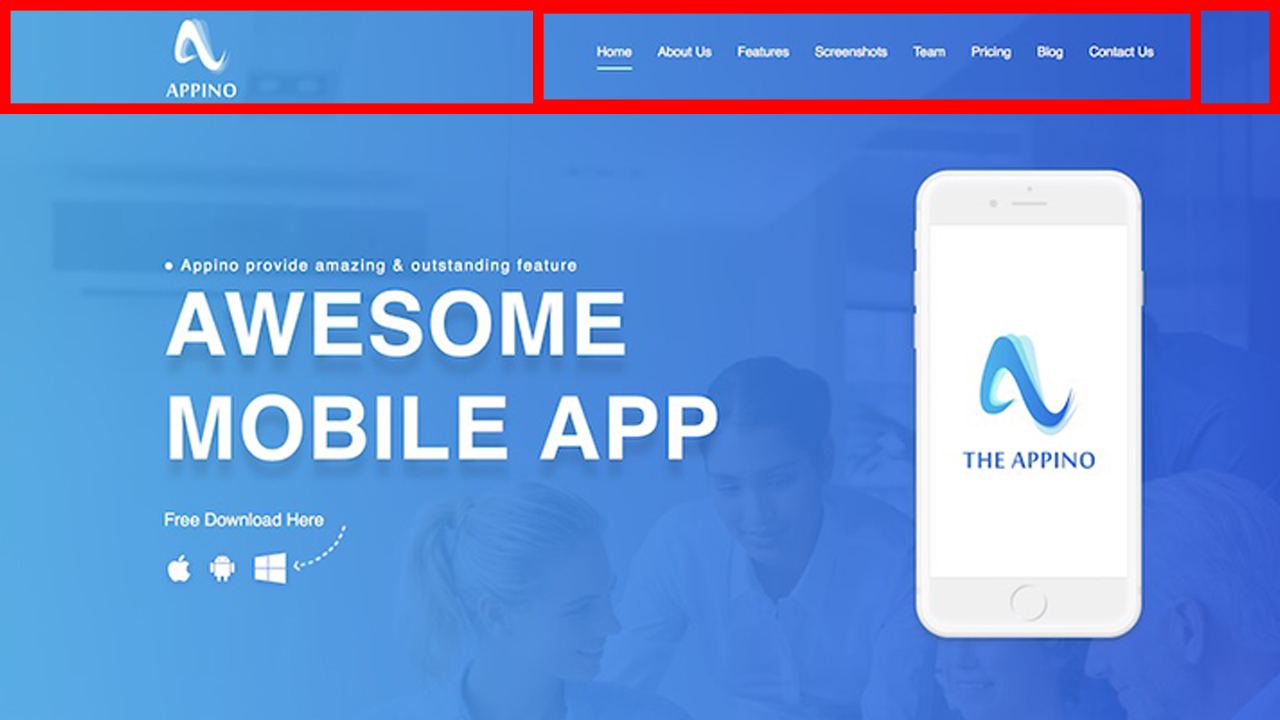 APPINO
Home About Us Features Screenshots Team Pricing Blog Contact Us
• Appino provide amazing & outstanding feature
AWESOME
MOBILE APP
Free Download Here
THE APPINO